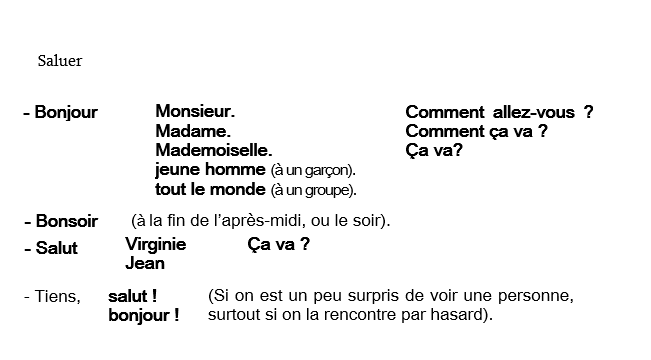 Saluer
- Bonjour Monsieur. Comment allez-vous ?
Madame. Comment ça va ?
Mademoiselle. Ça va?
jeune homme (à un garçon).
tout le monde (à un groupe).
- Bonsoir (à la fin de l'après-midi, ou le soir).
- Salut Virginie Ça va ?
Jean
- Tiens, salut ! (Si on est un peu surpris de voir une personne,
bonjour ! surtout si on la rencontre par hasard).